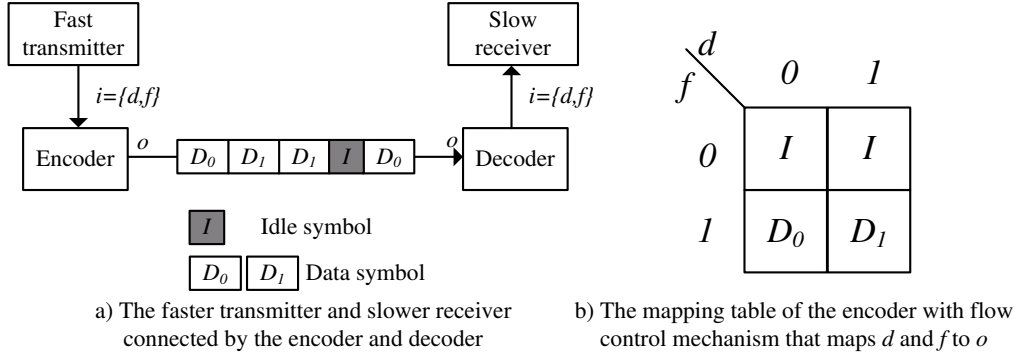 Fast
transmitter
Slow
receiver
i={d,f}
i={d,f}
Encoder
o
D0 D1 D1 I D0
o
Decoder
I Idle symbol
D0 D1 Data symbol
a) The faster transmitter and slower receiver
connected by the encoder and decoder
d
f
0 1
0 I I
1 D0 D1
b) The mapping table of the encoder with flow
control mechanism that maps d and f to o